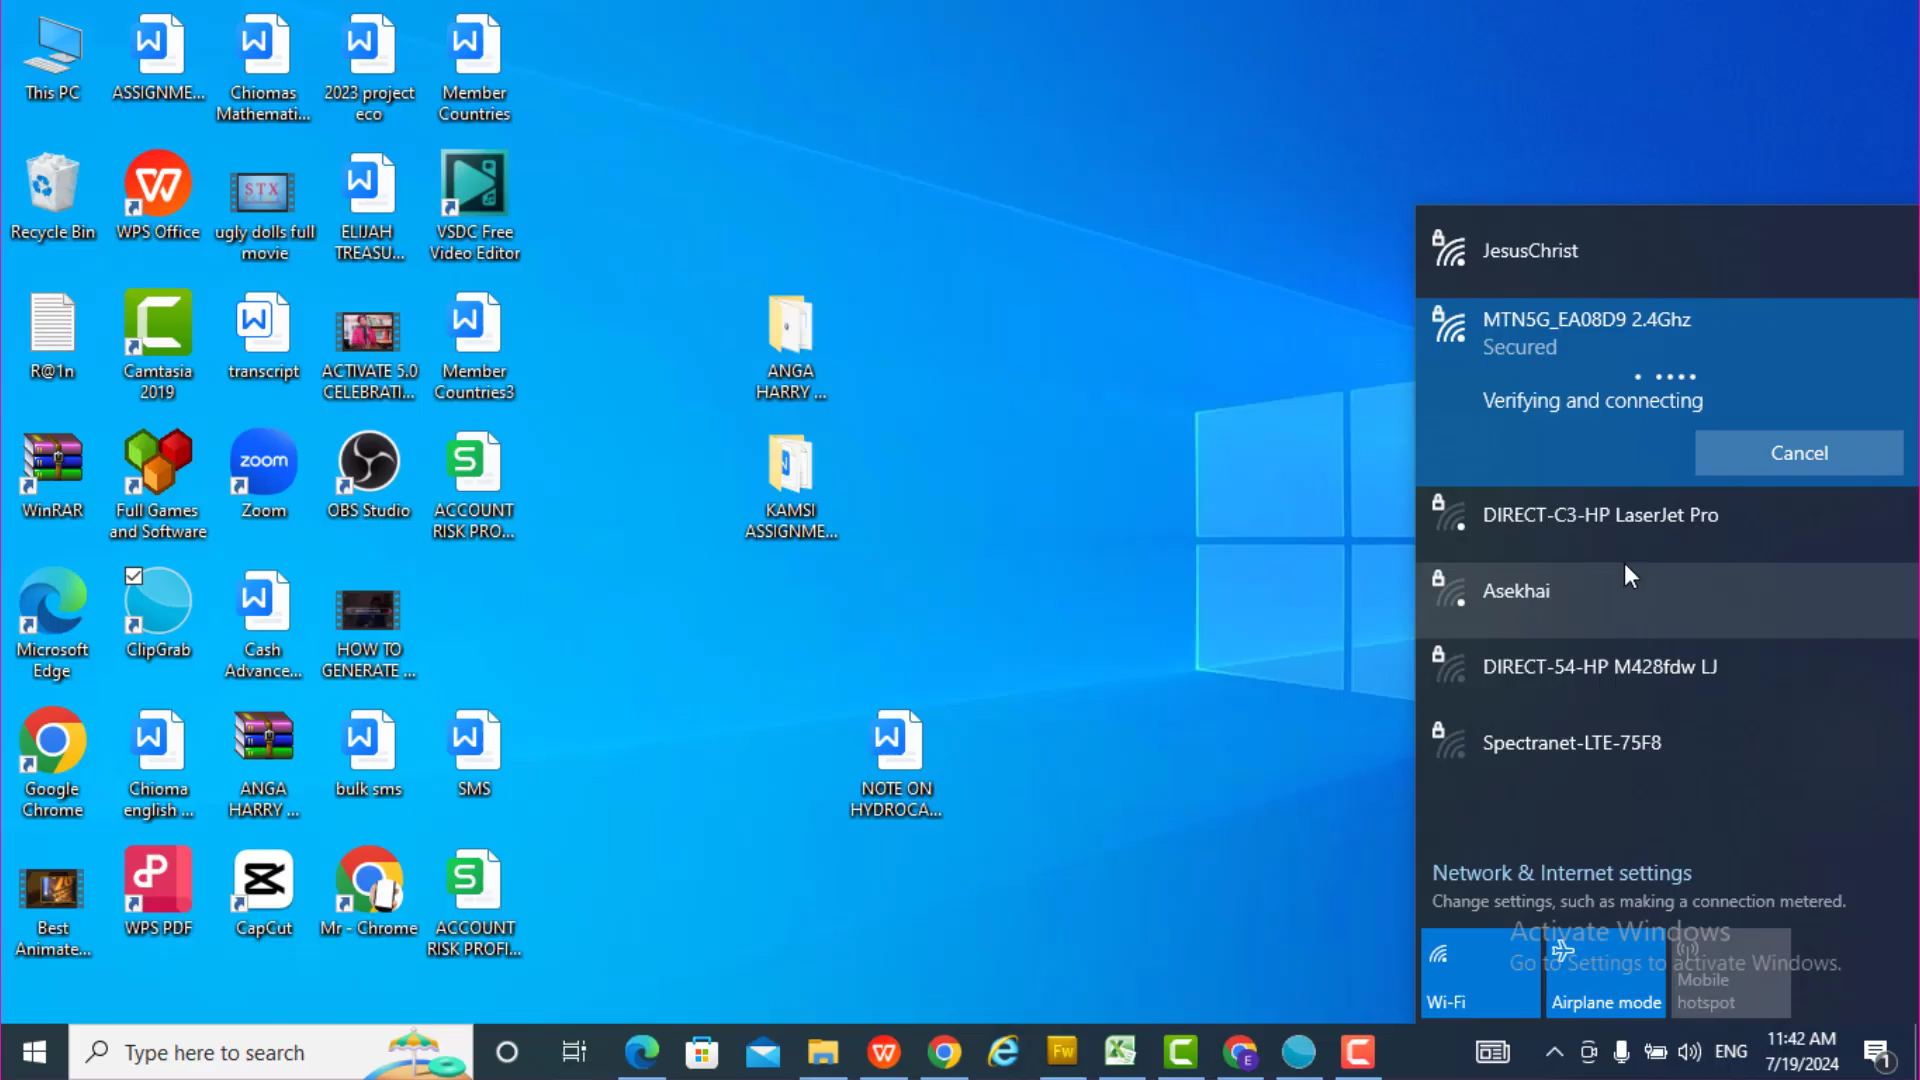 This PC
ASSIGNME...
Chiomas
Mathemati...
2023 project
eco
Member
Countries
Recycle Bin
WPS Office
STX
ugly dolls full
movie
ELIJAH
TREASU...
VSDC Free
Video Editor
R@1n
Camtasia
2019
transcript
ACTIVATE 5.0
CELEBRATI...
Member
Countries3
ANGA
HARRY ...
WinRAR
Full Games
and Software
zoom
Zoom
OBS Studio
ACCOUNT
RISK PRO...
KAMSI
ASSIGNME...
Microsoft
Edge
ClipGrab
Cash
Advance...
HOW TO
GENERATE ...
Google
Chrome
Chioma
english ...
ANGA
HARRY ...
bulk sms
SMS
NOTE ON
HYDROCA...
Best
Animate...
WPS PDF
CapCut
Mr - Chrome
ACCOUNT
RISK PROFI...
JesusChrist
MTN5G_EA08D9 2.4Ghz
Secured
Verifying and connecting
Cancel
DIRECT-C3-HP LaserJet Pro
Asekhai
DIRECT-54-HP M428fdw LJ
Spectranet-LTE-75F8
Network & Internet settings
Change settings, such as making a connection metered.
Activate Windows
Go to Settings to activate Windows.
Wi-Fi
Airplane mode
Mobile
hotspot
Type here to search
Fw
E
ENG
11:42 AM
7/19/2024
1